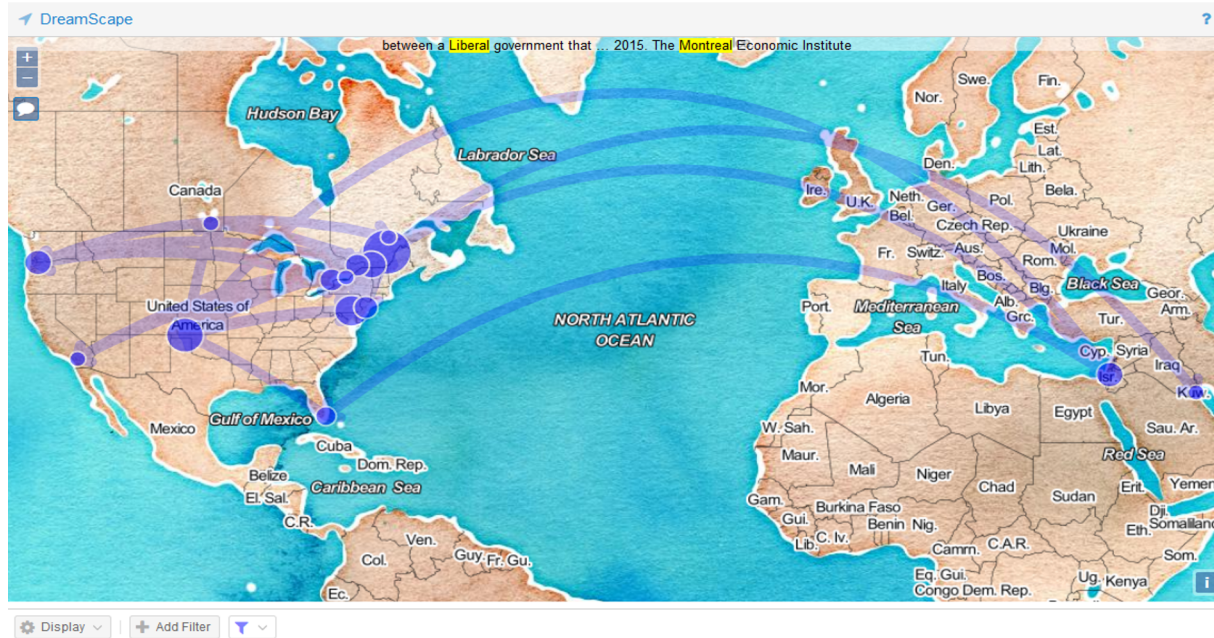 DreamScape
?
between a Liberal government that ... 2015. The Montreal Economic Institute
+
−
Hudson Bay
Labrador Sea
Canada
United States of
America
Mexico
Gulf of Mexico
Cuba
Dom. Rep.
Belize
El. Sal.
Caribbean Sea
C.R.
Ven.
Col.
Guy.
Fr. Gu.
Ec.
NORTH ATLANTIC
OCEAN
Swe.
Fin.
Nor.
Est.
Lat.
Lith.
Den.
Ire.
U.K.
Neth.
Ger.
Pol.
Bela.
Bel.
Czech Rep.
Ukraine
Fr.
Switz.
Aus.
Mol.
Rom.
Bos.
Italy
Blg.
Black Sea
Geor.
Port.
Mediterranean
Sea
Alb.
Grc.
Tur.
Arm.
Cyp.
Syria
Tun.
Iraq
Isr.
Kuw.
Mor.
Algeria
Libya
Egypt
Sau. Ar.
W. Sah.
Maur.
Mali
Niger
Chad
Sudan
Red Sea
Erit.
Yemen
Gam.
Burkina Faso
Gui.
Benin
Nig.
Dji.
Eth.
Somaliland
Lib.
C. Iv.
Camrn.
C.A.R.
Som.
Eq. Gui.
Ug.
Kenya
Congo Dem. Rep.
i
Display
Add Filter